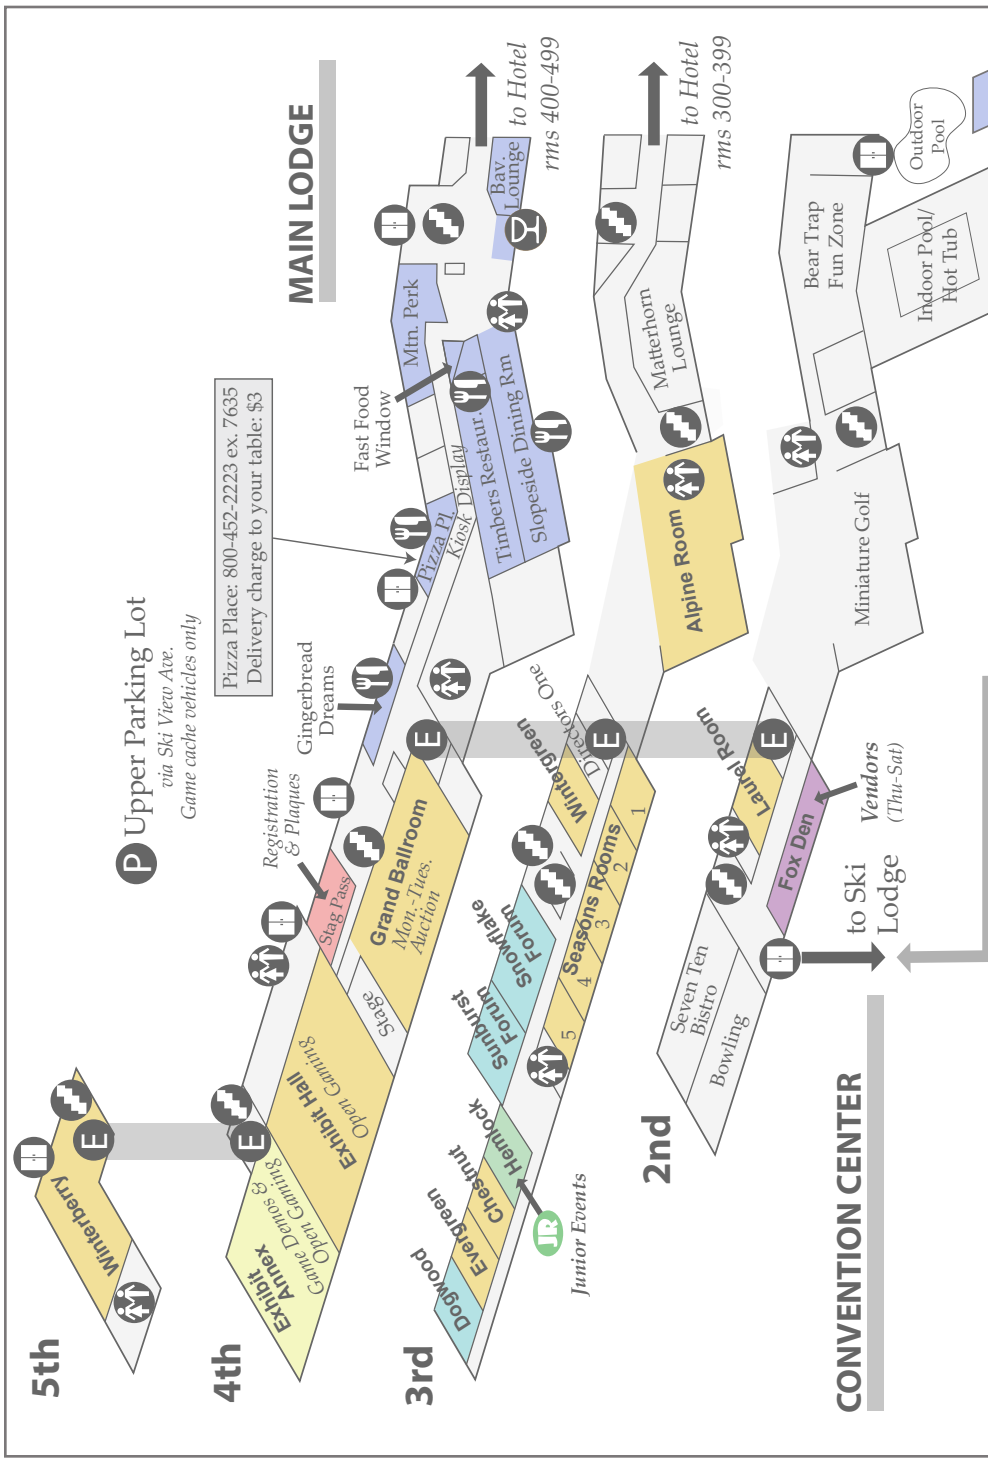 MAIN LODGE
CONVENTION CENTER
P Upper Parking Lot
via Ski View Ave.
Game cache vehicles only
Pizza Place: 800-452-2223 ex. 7635
Delivery charge to your table: $3
5th
Winterberry
E
4th
E
Exhibit
Annex
Game Demos &
Open Gaming
Exhibit Hall
Open Gaming
Stage
Grand Ballroom
Mon.-Tues.
Auction
Stag Pass
Registration
& Plaques
Gingerbread
Dreams
E
Pizza Pl.
Kiosk Display
Fast Food
Window
Timbers Restaur.
Slopeside Dining Rm
Mtn. Perk
Bav.
Lounge
to Hotel
rms 400-499
3rd
Dogwood
Evergreen
Chestnut
Hemlock
JR
Junior Events
Sunburst
Forum
Snowflake
Forum
Seasons Rooms
5
4
3
2
1
Wintergreen
Directors One
E
Alpine Room
Matterhorn
Lounge
to Hotel
rms 300-399
2nd
Seven Ten
Bistro
Bowling
Laurel Room
E
Fox Den
Vendors
(Thu-Sat)
to Ski
Lodge
Miniature Golf
Bear Trap
Fun Zone
Indoor Pool/
Hot Tub
Outdoor
Pool